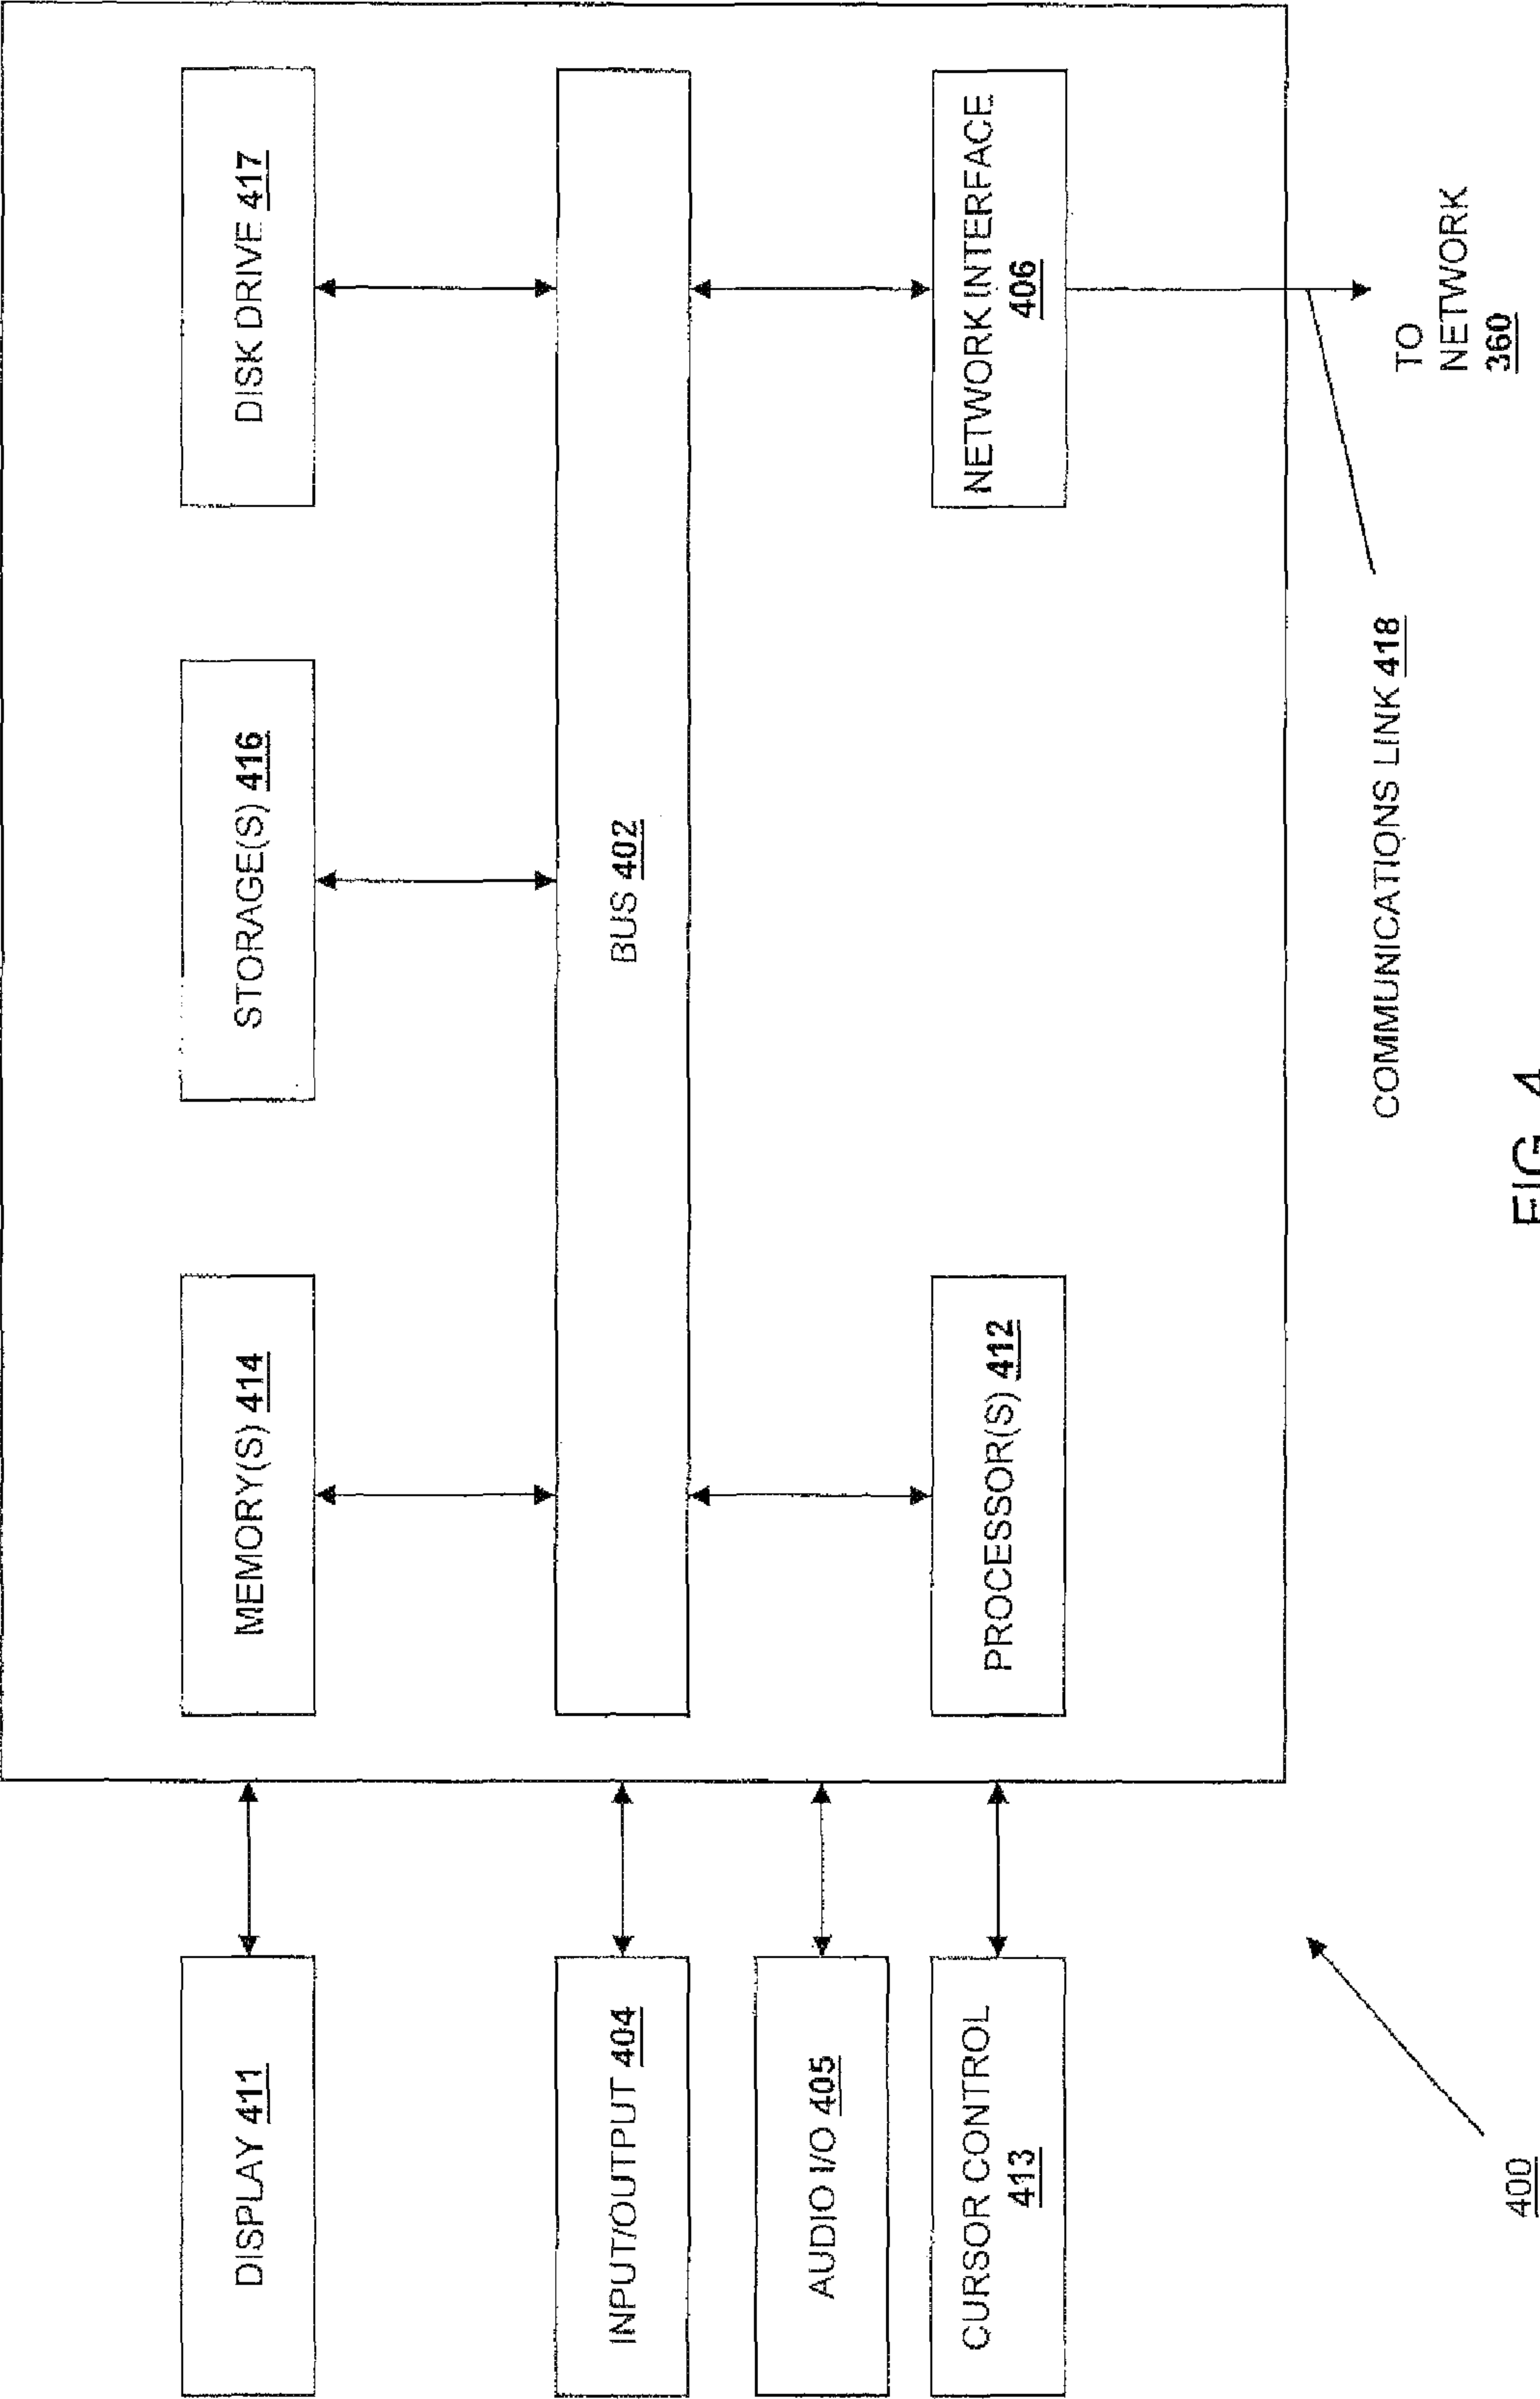 DISPLAY 411
MEMORY(S) 414
STORAGE(S) 416
DISK DRIVE 417
INPUT/OUTPUT 404
BUS 402
AUDIO I/O 405
CURSOR CONTROL
413
PROCESSOR(S) 412
NETWORK INTERFACE
406
COMMUNICATIONS LINK 418
TO
NETWORK
360
400
FIG. 4